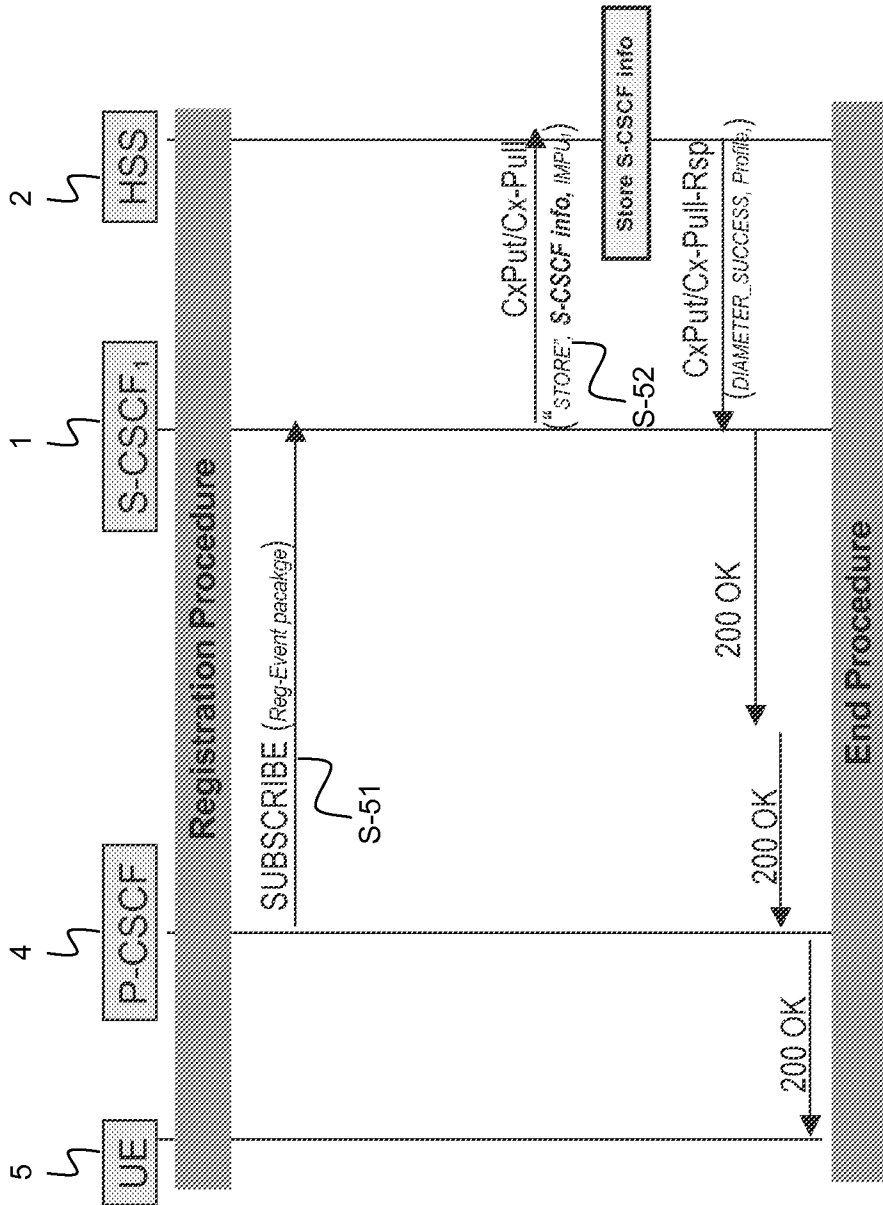 5
4
1
2
UE
P-CSCF
S-CSCF₁
HSS
Registration Procedure
SUBSCRIBE (Reg-Event pacakge)
S-51
CxPut/Cx-Pull
(“STORE”, S-CSCF info, IMPU₁)
S-52
Store S-CSCF info
CxPut/Cx-Pull-Rsp
(DIAMETER_SUCCESS, Profile,)
200 OK
200 OK
200 OK
End Procedure